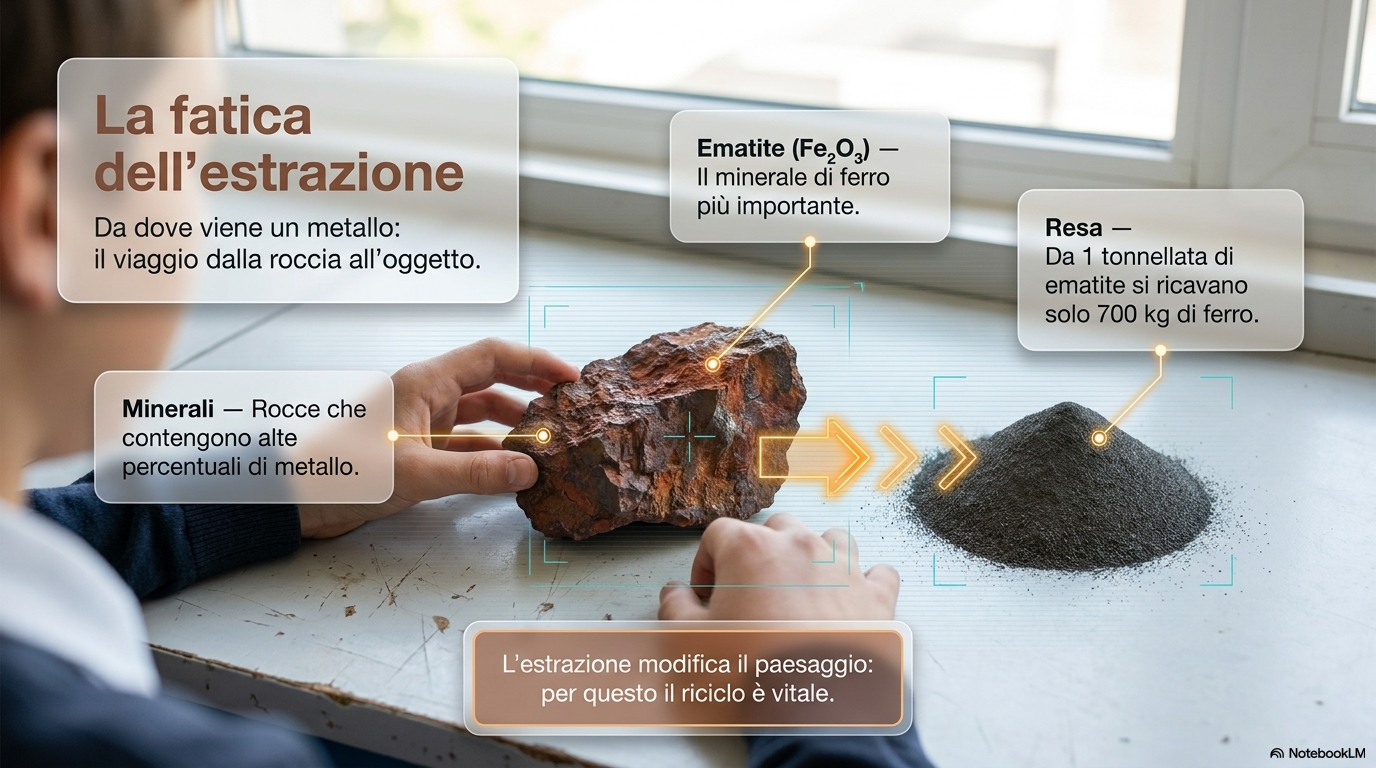 La fatica
dell’estrazione
Da dove viene un metallo:
il viaggio dalla roccia all’oggetto.
Minerali — Rocce che
contengono alte
percentuali di metallo.
Ematite (Fe₂O₃) —
Il minerale di ferro
più importante.
Resa —
Da 1 tonnellata di
ematite si ricavano
solo 700 kg di ferro.
L’estrazione modifica il paesaggio:
per questo il riciclo è vitale.
NotebookLM